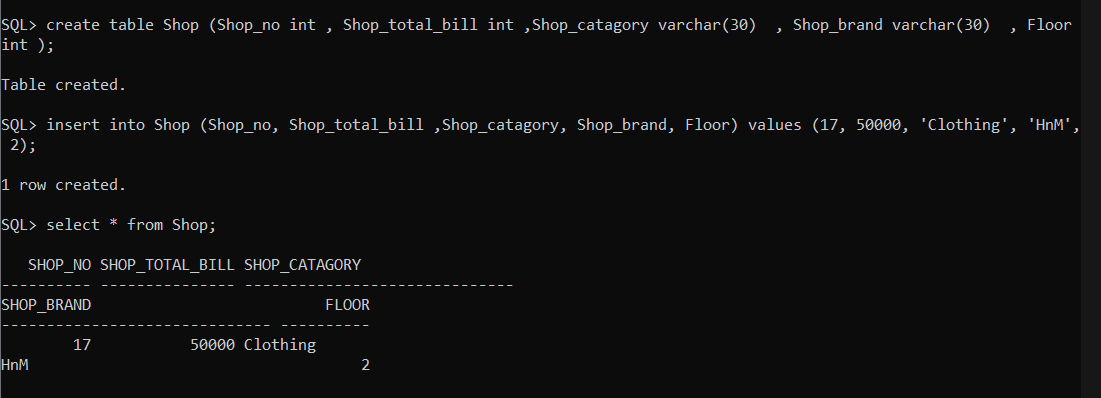 SQL> create table Shop (Shop_no int , Shop_total_bill int ,Shop_catagory varchar(30)  , Shop_brand varchar(30)  , Floor
int );
Table created.
SQL> insert into Shop (Shop_no, Shop_total_bill ,Shop_catagory, Shop_brand, Floor) values (17, 50000, 'Clothing', 'HnM',
 2);
1 row created.
SQL> select * from Shop;
   SHOP_NO SHOP_TOTAL_BILL SHOP_CATAGORY
---------- --------------- ------------------------------
SHOP_BRAND                          FLOOR
------------------------------ ----------
        17           50000 Clothing
HnM                                     2